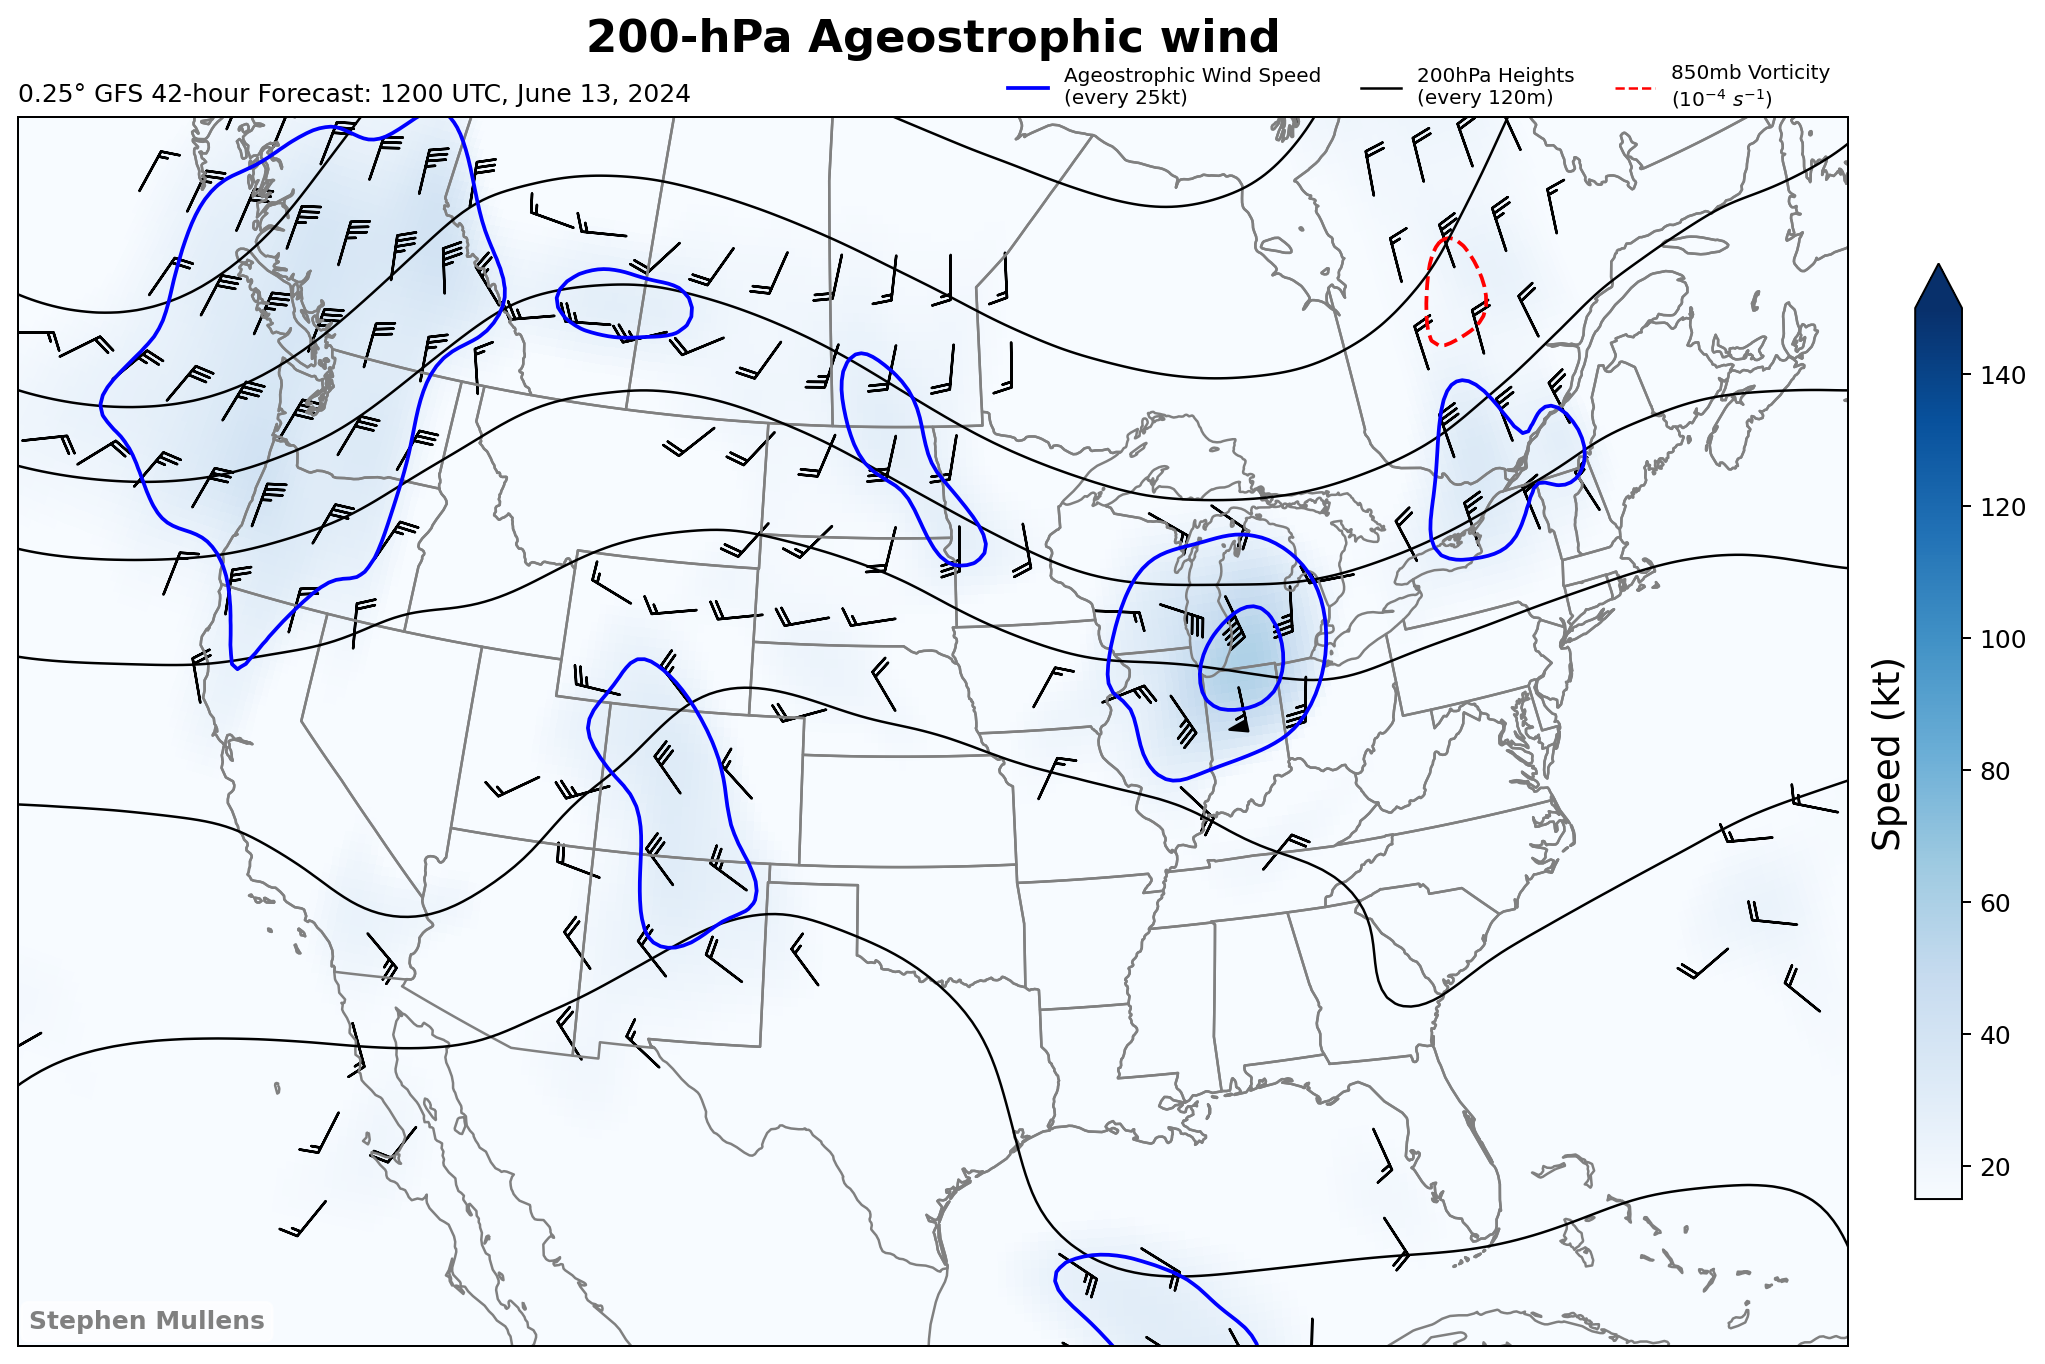 200-hPa Ageostrophic wind
0.25° GFS 42-hour Forecast: 1200 UTC, June 13, 2024
Ageostrophic Wind Speed
(every 25kt)
200hPa Heights
(every 120m)
850mb Vorticity
(10⁻⁴ s⁻¹)
140
120
100
80
60
40
20
Speed (kt)
Stephen Mullens